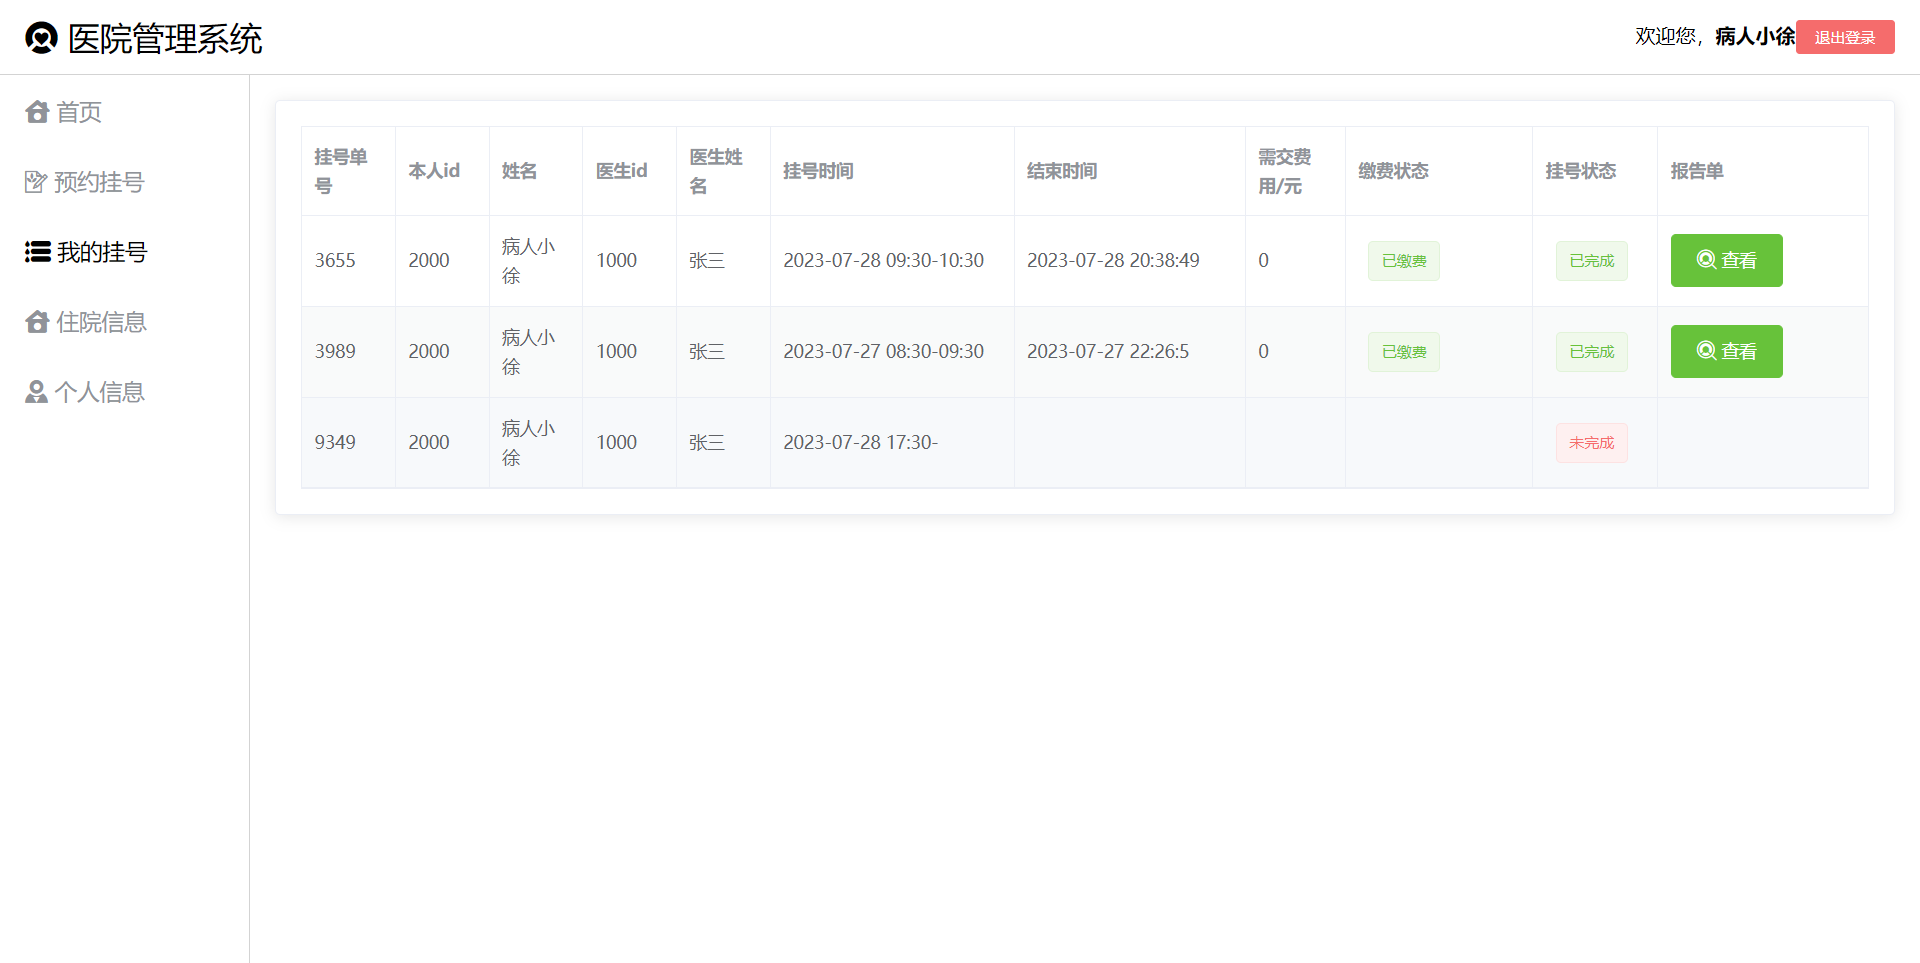 医院管理系统
欢迎您，病人小徐 退出登录
首页
预约挂号
我的挂号
住院信息
个人信息
挂号单号 本人id 姓名 医生id 医生姓名 挂号时间 结束时间 需交费用/元 缴费状态 挂号状态 报告单
3655 2000 病人小徐 1000 张三 2023-07-28 09:30-10:30 2023-07-28 20:38:49 0 已缴费 已完成 查看
3989 2000 病人小徐 1000 张三 2023-07-27 08:30-09:30 2023-07-27 22:26:5 0 已缴费 已完成 查看
9349 2000 病人小徐 1000 张三 2023-07-28 17:30- 未完成